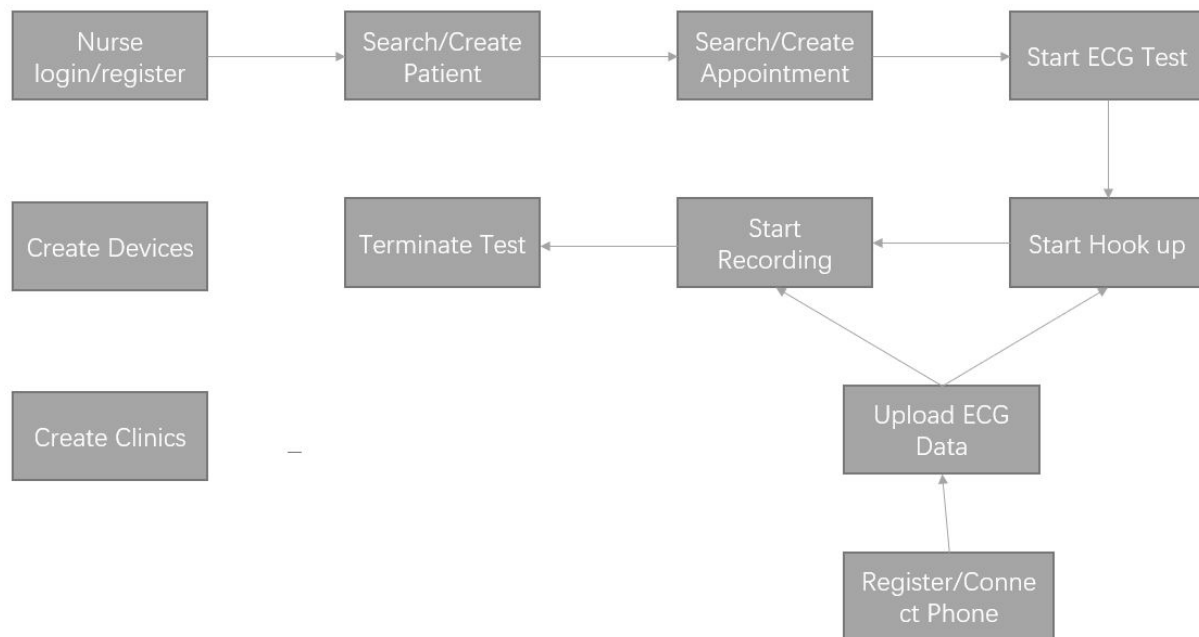 Nurse
login/register
Search/Create
Patient
Search/Create
Appointment
Start ECG Test
Create Devices
Terminate Test
Start
Recording
Start Hook up
Create Clinics
_
Upload ECG
Data
Register/Conne
ct Phone